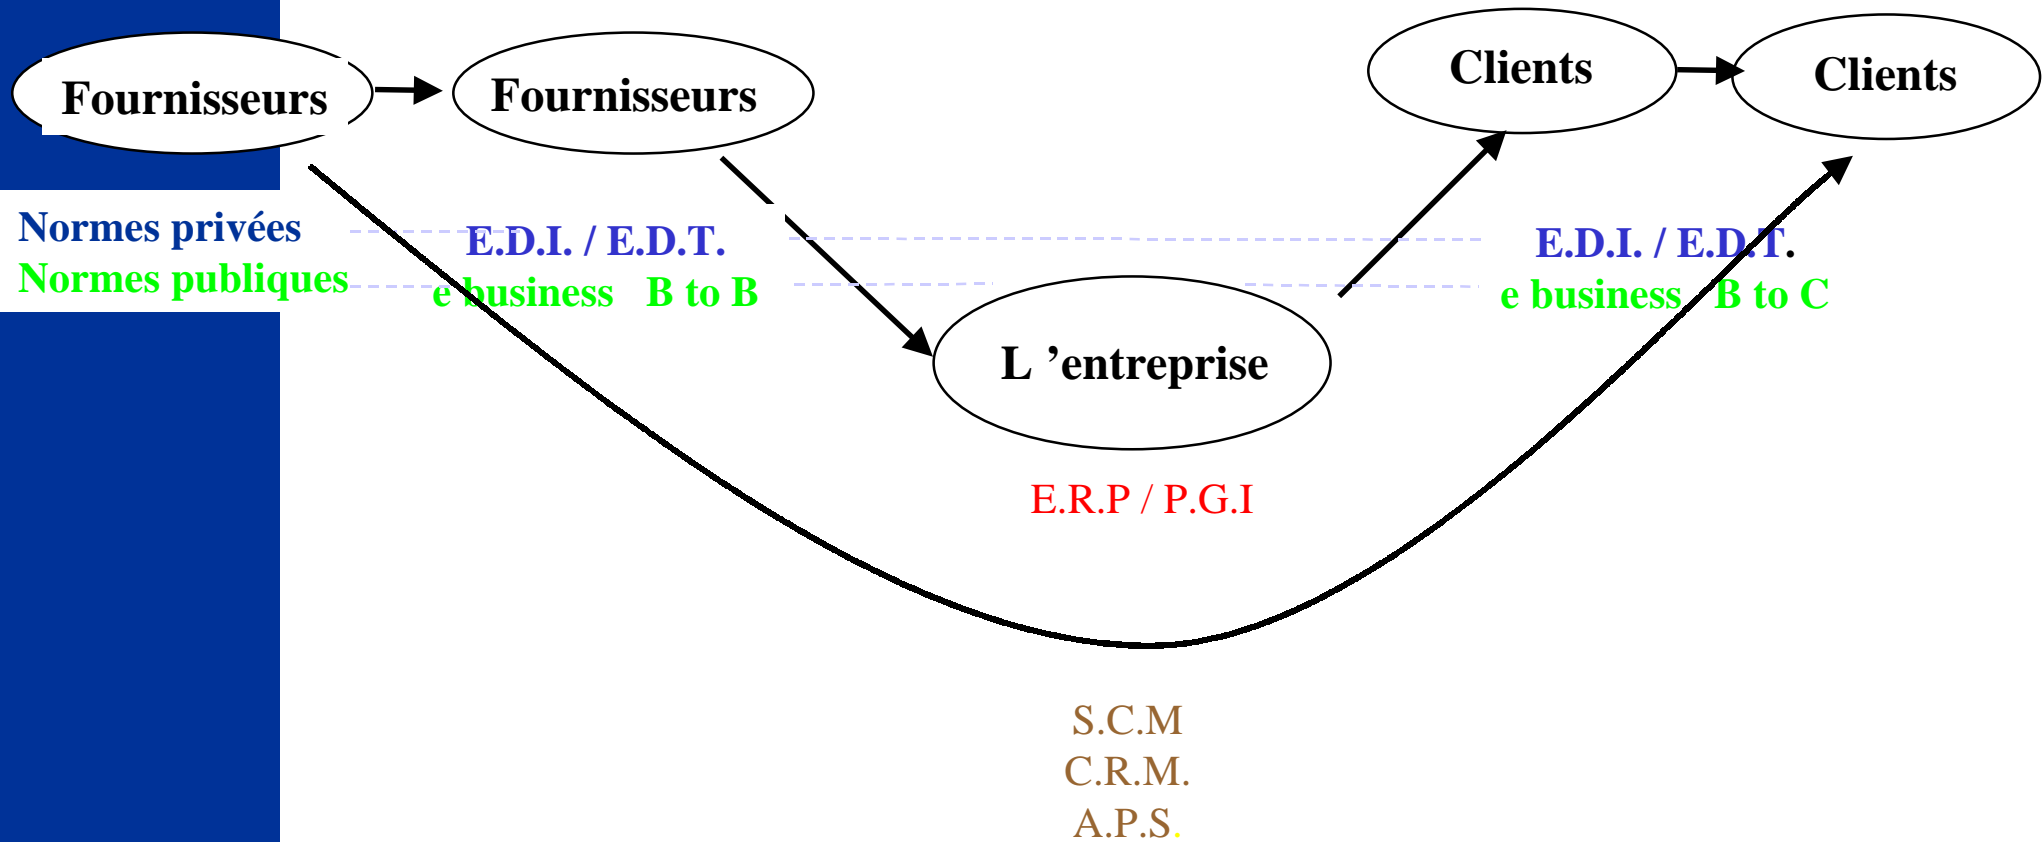 Fournisseurs
Fournisseurs
Clients
Clients
Normes privées
Normes publiques
E.D.I. / E.D.T.
e business B to B
E.D.I. / E.D.T.
e business B to C
L ’entreprise
E.R.P / P.G.I
S.C.M
C.R.M.
A.P.S.